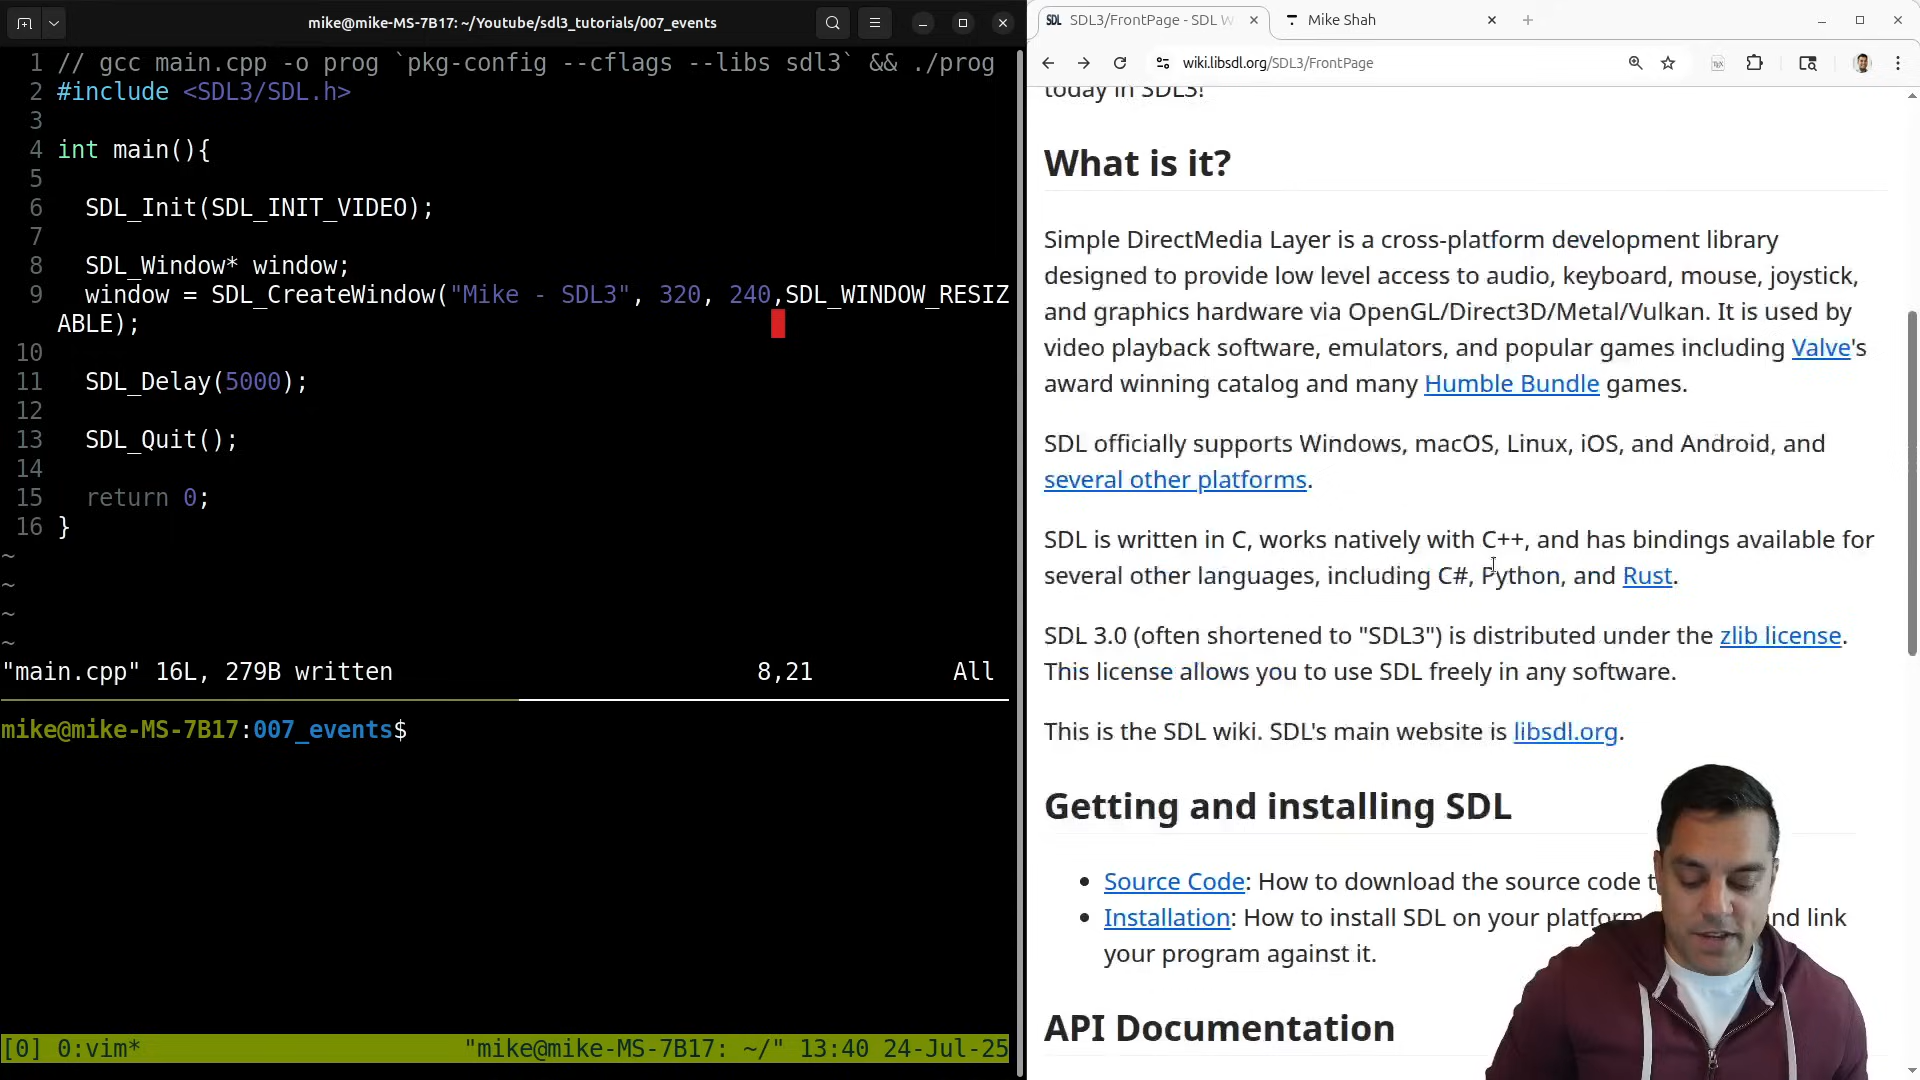 mike@mike-MS-7B17: ~/Youtube/sdl3_tutorials/007_events
1 // gcc main.cpp -o prog `pkg-config --cflags --libs sdl3` && ./prog
2 #include <SDL3/SDL.h>
3
4 int main(){
5
6 SDL_Init(SDL_INIT_VIDEO);
7
8 SDL_Window* window;
9 window = SDL_CreateWindow("Mike - SDL3", 320, 240,SDL_WINDOW_RESIZ
ABLE);
10
11 SDL_Delay(5000);
12
13 SDL_Quit();
14
15 return 0;
16 }
~
~
~
~
"main.cpp" 16L, 279B written 8,21 All
mike@mike-MS-7B17:007_events$
[0] 0:vim* "mike@mike-MS-7B17: ~/" 13:40 24-Jul-25
SDL SDL3/FrontPage - SDL W Mike Shah
wiki.libsdl.org/SDL3/FrontPage
today in SDL3!
What is it?
Simple DirectMedia Layer is a cross-platform development library
designed to provide low level access to audio, keyboard, mouse, joystick,
and graphics hardware via OpenGL/Direct3D/Metal/Vulkan. It is used by
video playback software, emulators, and popular games including Valve's
award winning catalog and many Humble Bundle games.
SDL officially supports Windows, macOS, Linux, iOS, and Android, and
several other platforms.
SDL is written in C, works natively with C++, and has bindings available for
several other languages, including C#, Python, and Rust.
SDL 3.0 (often shortened to "SDL3") is distributed under the zlib license.
This license allows you to use SDL freely in any software.
This is the SDL wiki. SDL's main website is libsdl.org.
Getting and installing SDL
• Source Code: How to download the source code
• Installation: How to install SDL on your platform nd link
your program against it.
API Documentation